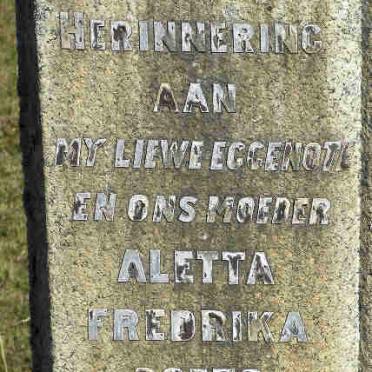 HERINNERING
AAN
MY LIEWE EGGENOTE
EN ONS MOEDER
ALETTA
FREDRIKA